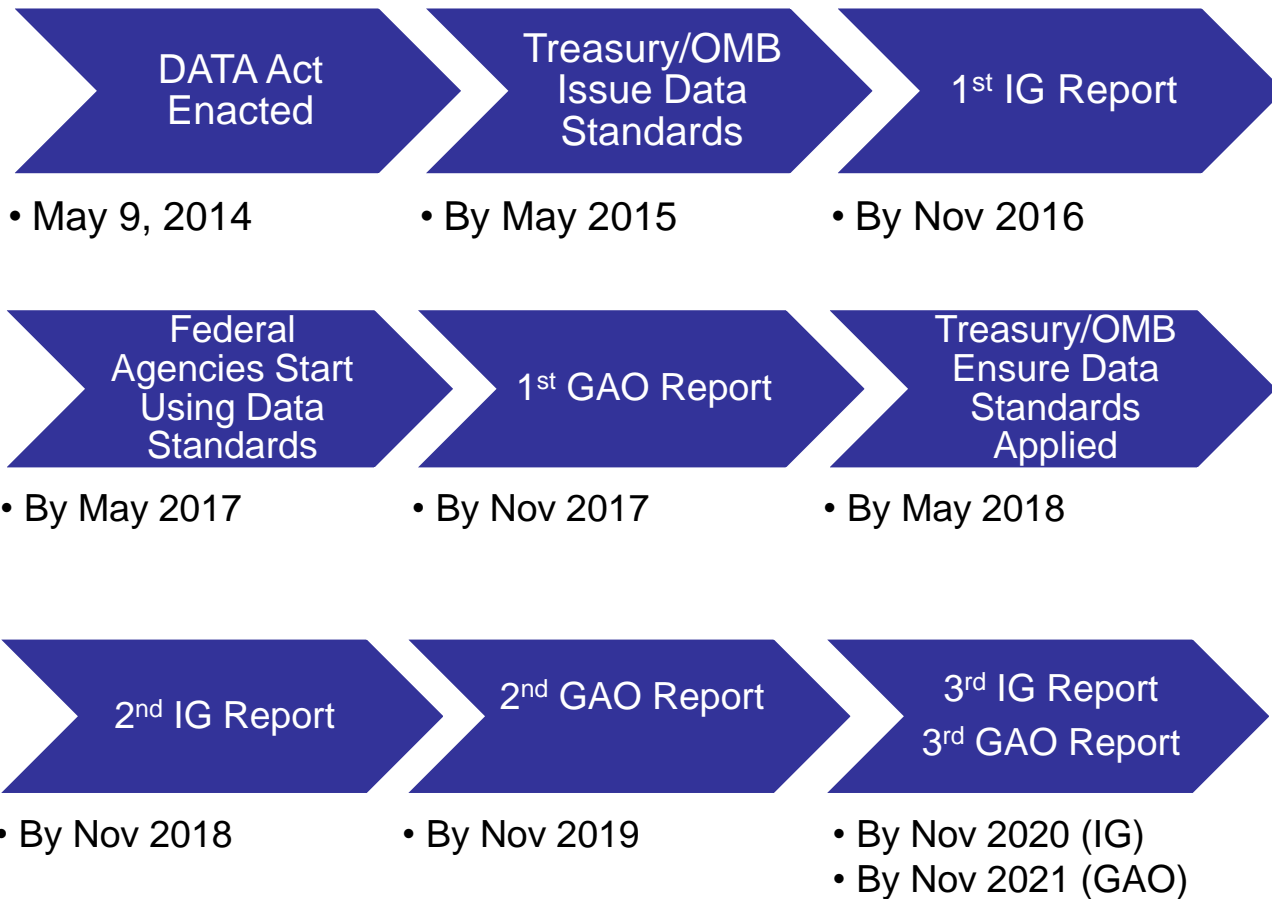 DATA Act
Enacted
• May 9, 2014
Treasury/OMB
Issue Data
Standards
• By May 2015
1st IG Report
• By Nov 2016
Federal
Agencies Start
Using Data
Standards
• By May 2017
1st GAO Report
• By Nov 2017
Treasury/OMB
Ensure Data
Standards
Applied
• By May 2018
2nd IG Report
• By Nov 2018
2nd GAO Report
• By Nov 2019
3rd IG Report
3rd GAO Report
• By Nov 2020 (IG)
• By Nov 2021 (GAO)